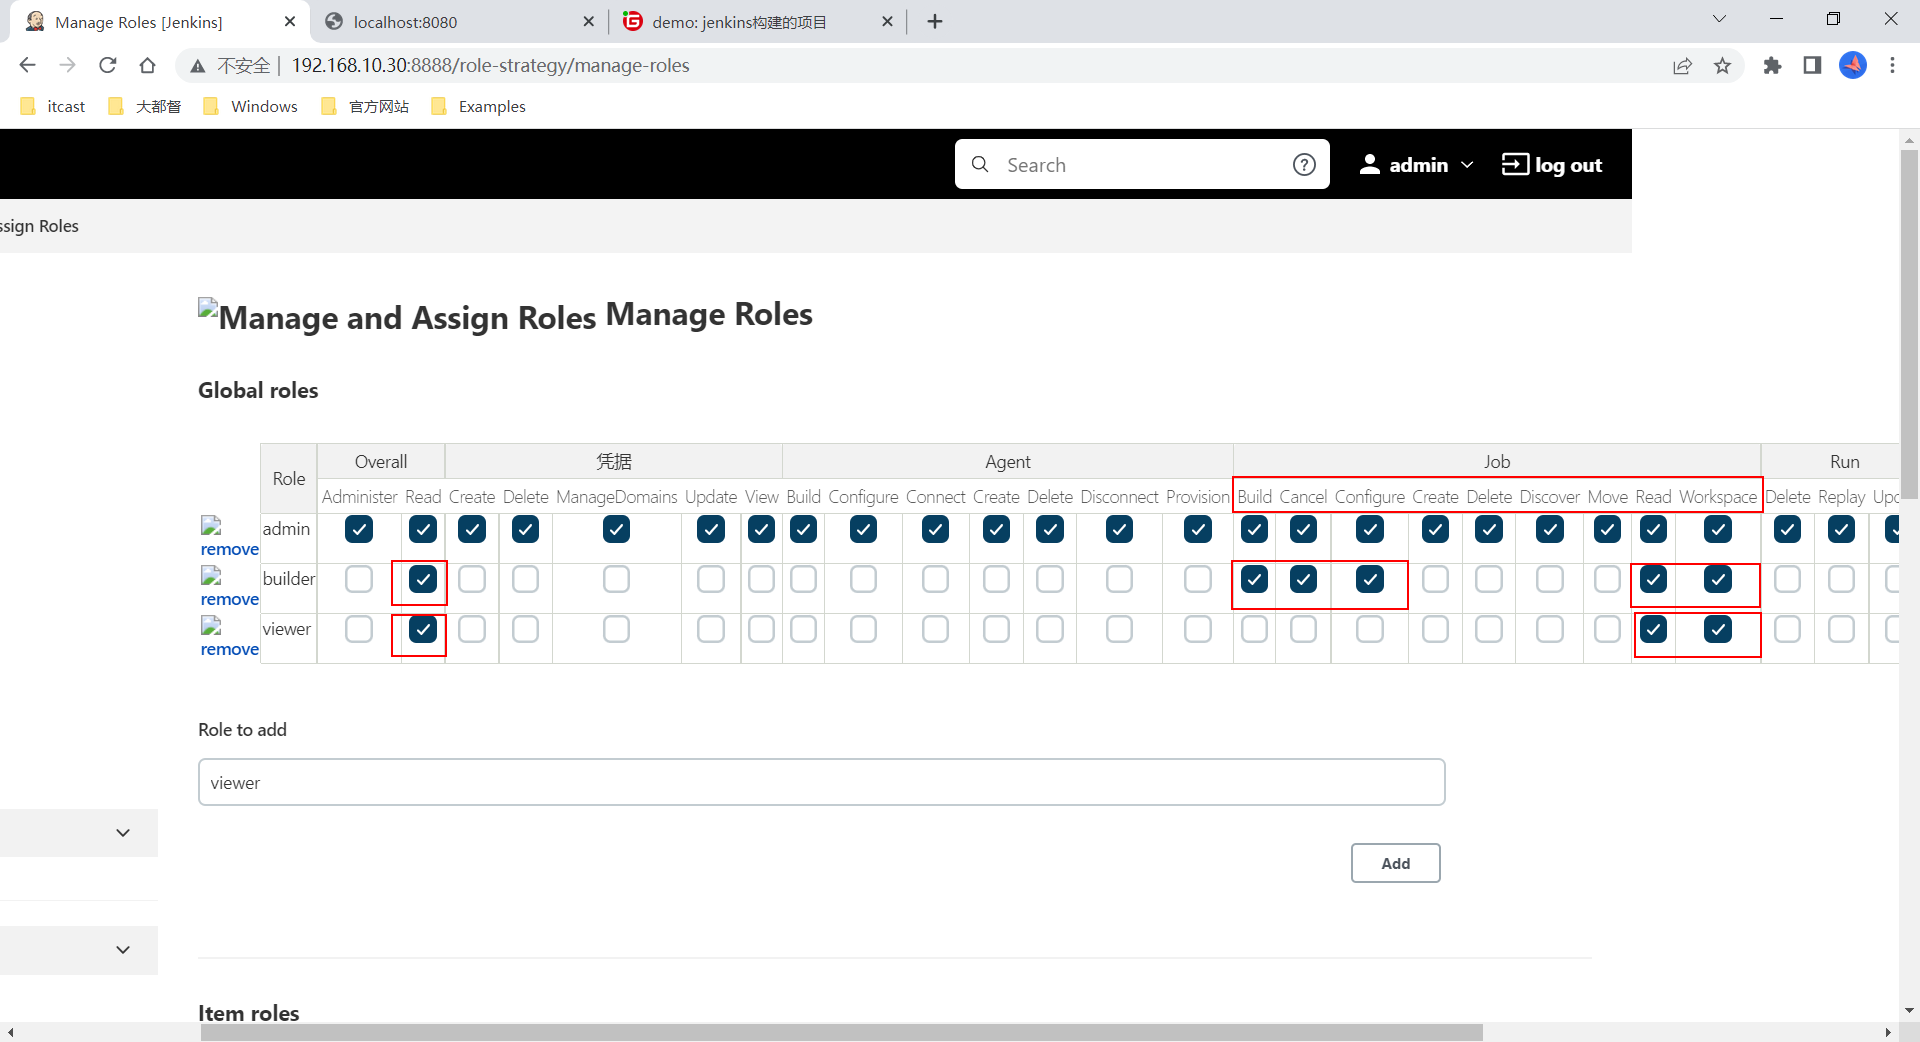 Manage Roles [Jenkins]
localhost:8080
demo: jenkins构建的项目
不安全
192.168.10.30:8888/role-strategy/manage-roles
itcast
大都督
Windows
官方网站
Examples
Search
admin
log out
ssign Roles
Manage and Assign Roles Manage Roles
Global roles
Role Overall 凭据 Agent Job Run
Administer Read Create Delete ManageDomains Update View Build Configure Connect Create Delete Disconnect Provision Build Cancel Configure Create Delete Discover Move Read Workspace Delete Replay Upd
admin
remove
builder
remove
viewer
remove
Role to add
viewer
Add
Item roles